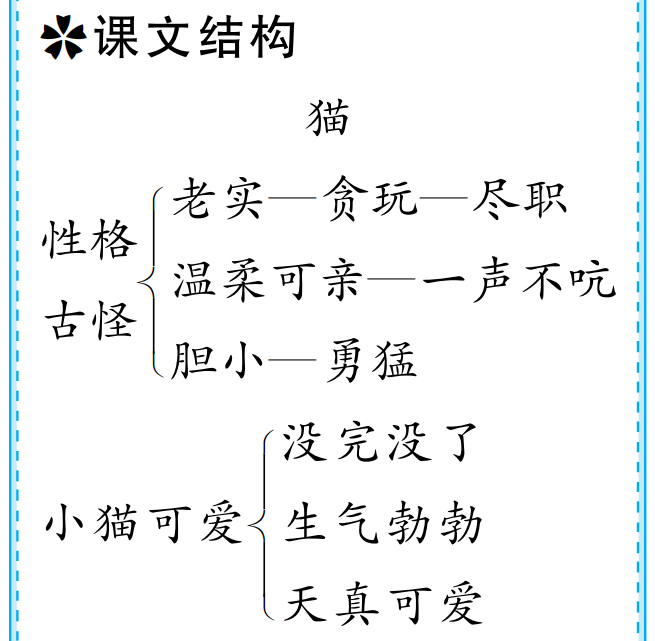 课文结构
猫
性格
古怪
老实—贪玩—尽职
温柔可亲—一声不吭
胆小—勇猛
小猫可爱
没完没了
生气勃勃
天真可爱